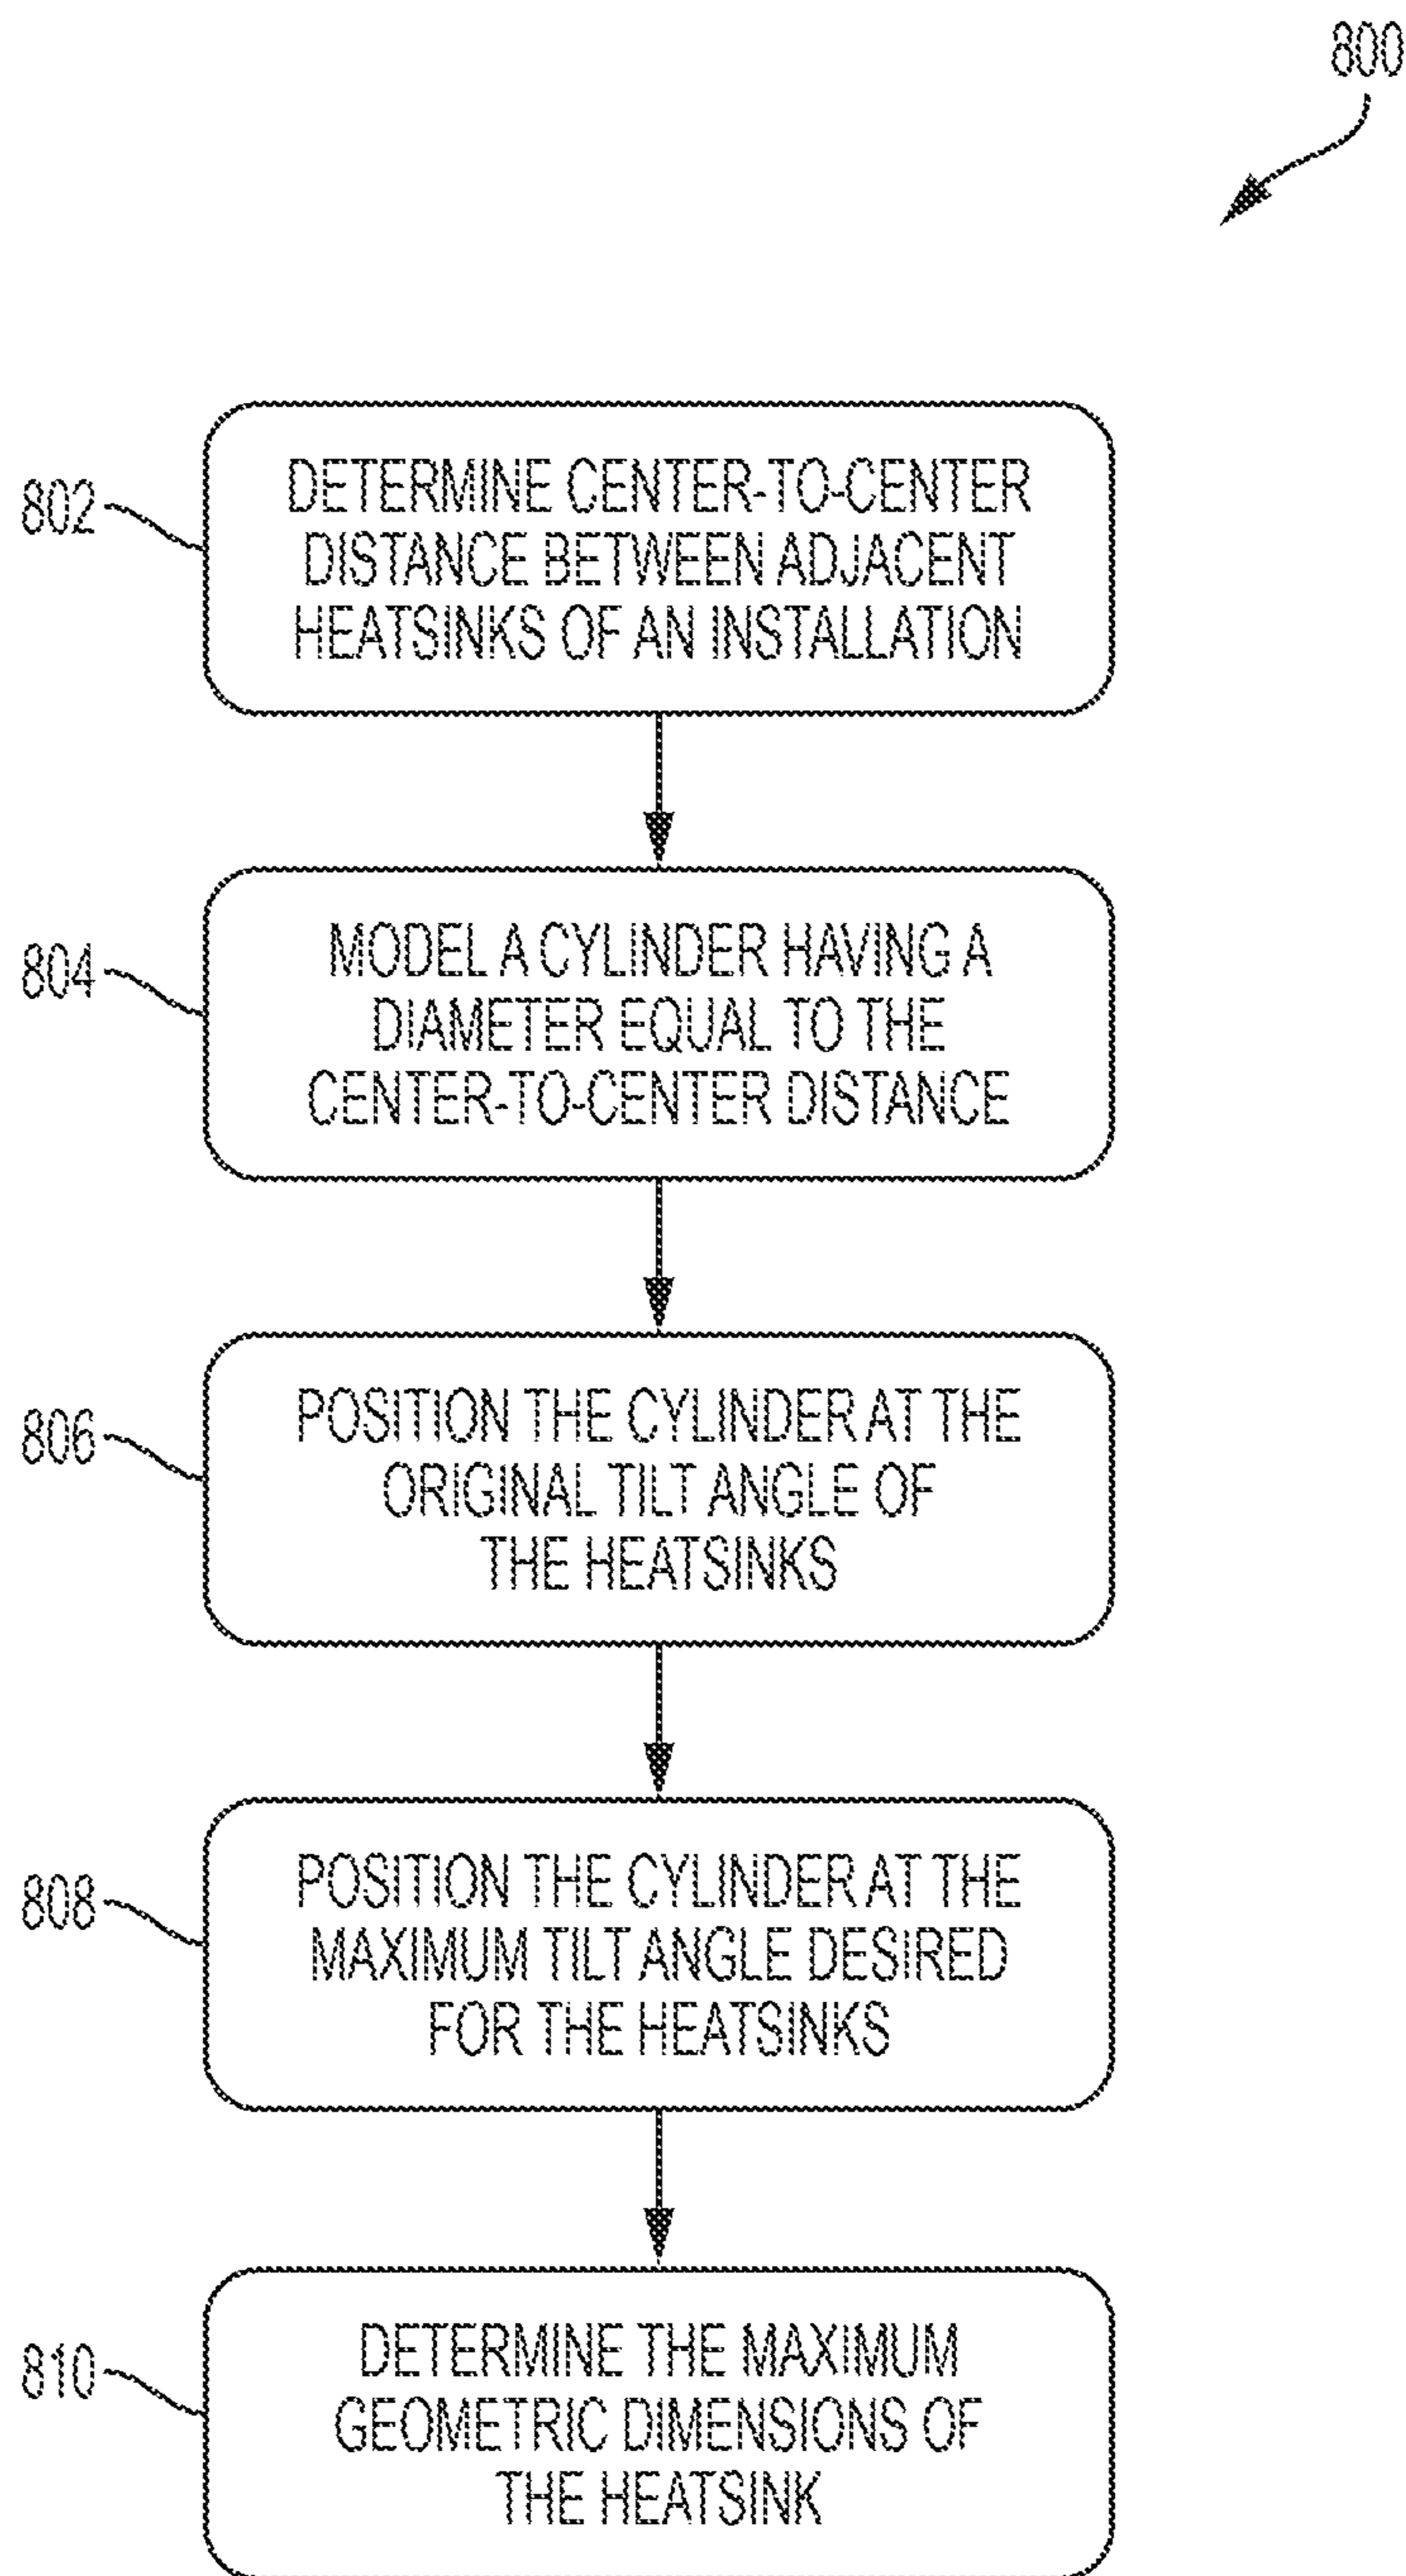 800
802
DETERMINE CENTER-TO-CENTER
DISTANCE BETWEEN ADJACENT
HEATSINKS OF AN INSTALLATION
804
MODEL A CYLINDER HAVING A
DIAMETER EQUAL TO THE
CENTER-TO-CENTER DISTANCE
806
POSITION THE CYLINDER AT THE
ORIGINAL TILT ANGLE OF
THE HEATSINKS
808
POSITION THE CYLINDER AT THE
MAXIMUM TILT ANGLE DESIRED
FOR THE HEATSINKS
810
DETERMINE THE MAXIMUM
GEOMETRIC DIMENSIONS OF
THE HEATSINK